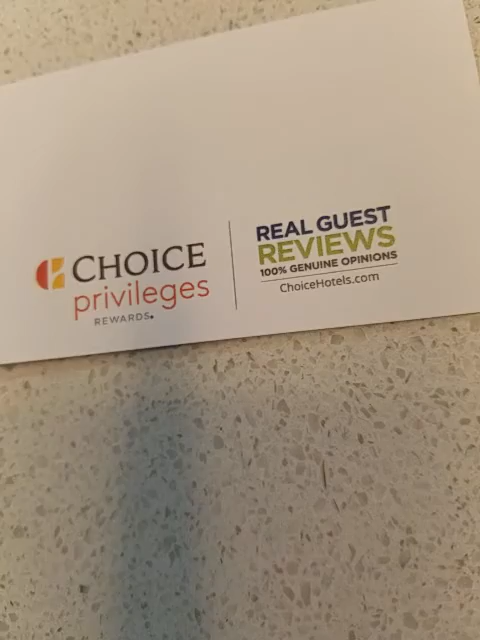 CHOICE
privileges
REWARDS.
REAL GUEST
REVIEWS
100% GENUINE OPINIONS
ChoiceHotels.com